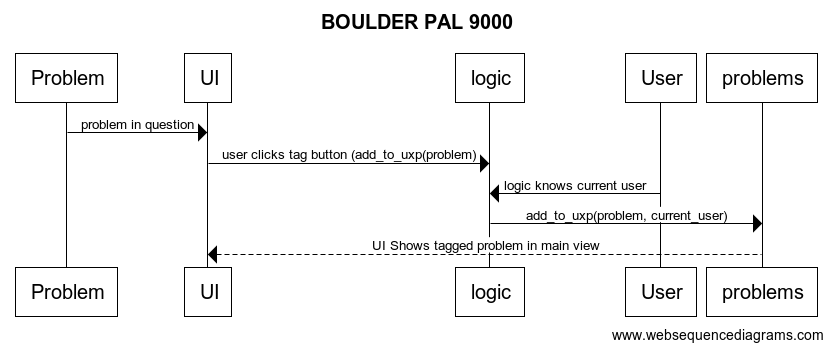 BOULDER PAL 9000
Problem UI logic User problems
problem in question
user clicks tag button (add_to_uxp(problem)
logic knows current user
add_to_uxp(problem, current_user)
UI Shows tagged problem in main view
Problem UI logic User problems
www.websequencediagrams.com